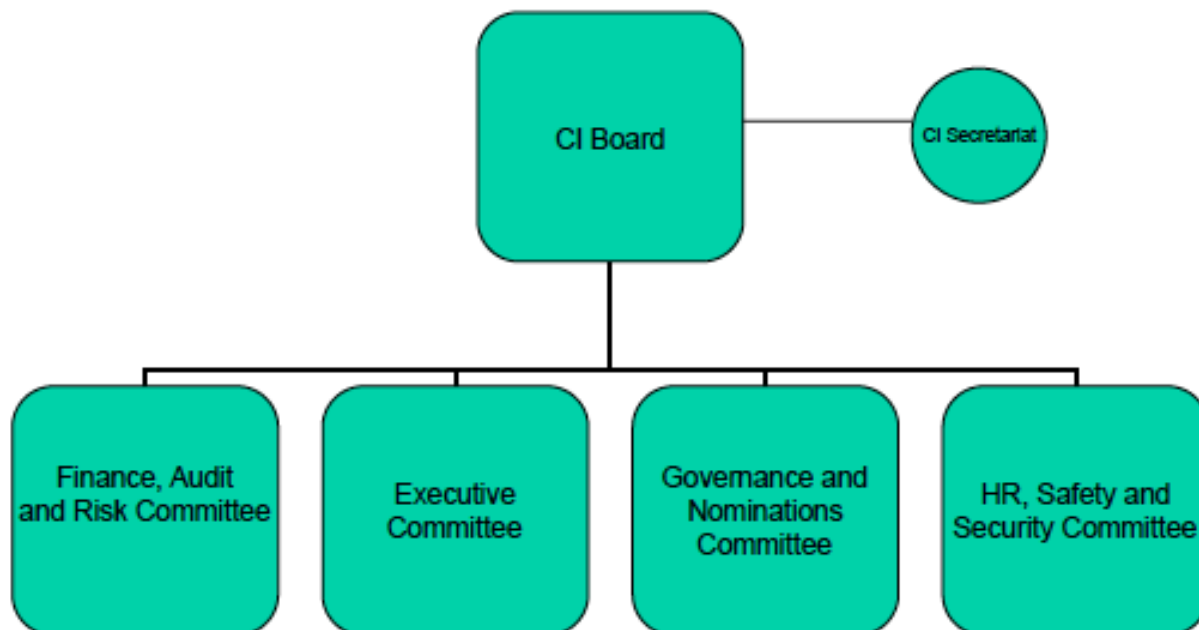 CI Board
CI Secretariat
Finance, Audit
and Risk Committee
Executive
Committee
Governance and
Nominations
Committee
HR, Safety and
Security Committee